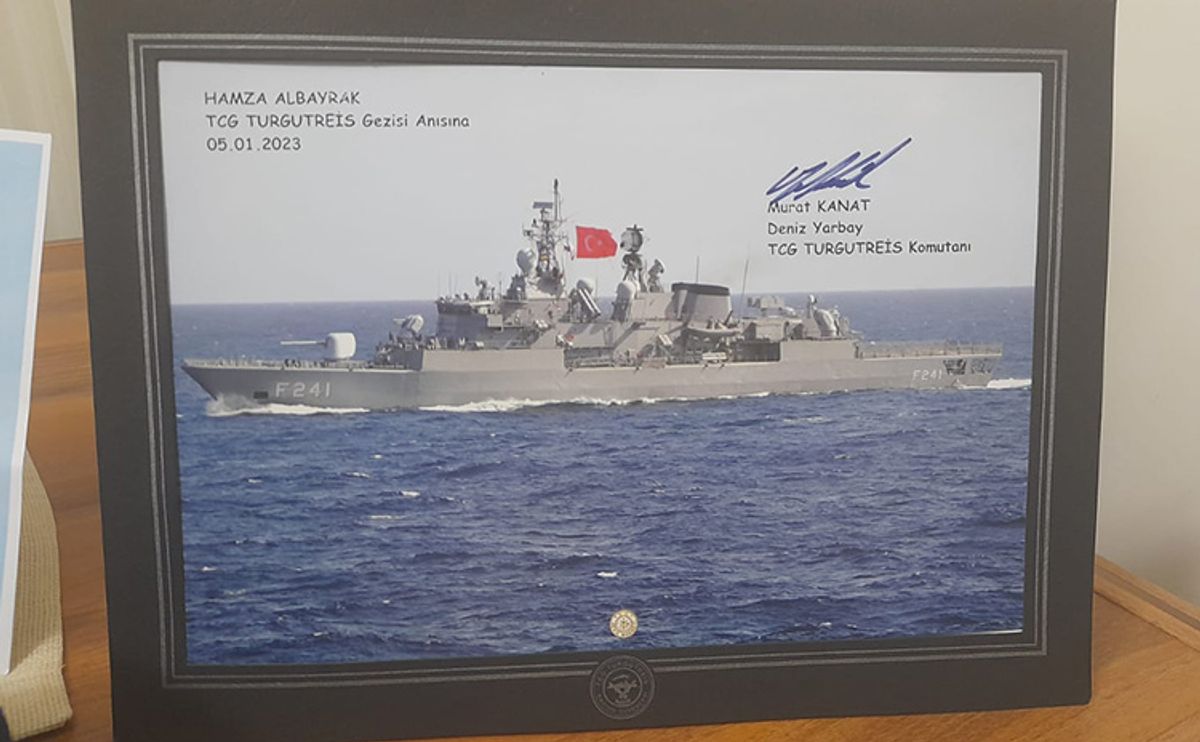 HAMZA ALBAYRAK
TCG TURGUTREİS Gezisi Anısına
05.01.2023
Murat KANAT
Deniz Yarbay
TCG TURGUTREİS Komutanı
F241
F241